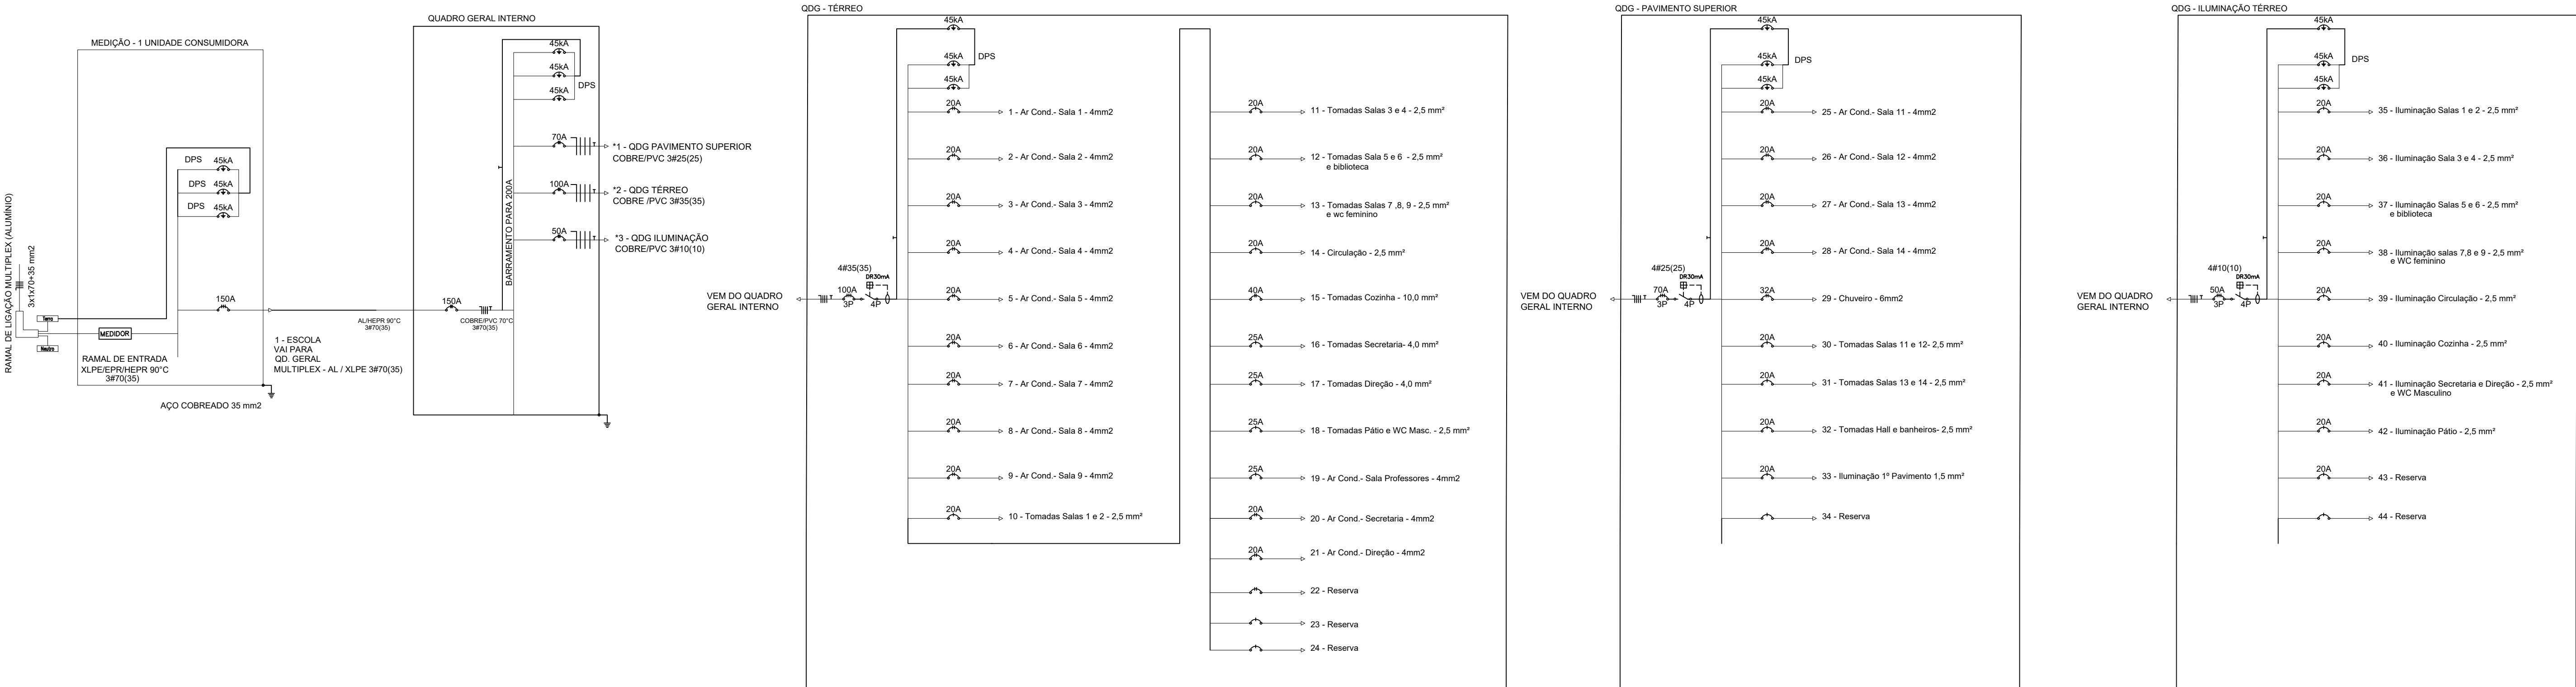 RAMAL DE LIGAÇÃO MULTIPLEX (ALUMÍNIO)
3x1x70+35 mm2
Terra
Neutro
MEDIÇÃO - 1 UNIDADE CONSUMIDORA
DPS 45kA
DPS 45kA
DPS 45kA
150A
MEDIDOR
RAMAL DE ENTRADA
XLPE/EPR/HEPR 90°C
3#70(35)
AÇO COBREADO 35 mm2
1 - ESCOLA
VAI PARA
QD. GERAL
MULTIPLEX - AL / XLPE 3#70(35)
AL/HEPR 90°C
3#70(35)
QUADRO GERAL INTERNO
45kA
45kA
45kA
DPS
150A
COBRE/PVC 70°C
3#70(35)
T
T
BARRAMENTO PARA 200A
70A
T
*1 - QDG PAVIMENTO SUPERIOR
COBRE/PVC 3#25(25)
100A
T
*2 - QDG TÉRREO
COBRE /PVC 3#35(35)
50A
T
*3 - QDG ILUMINAÇÃO
COBRE/PVC 3#10(10)
QDG - TÉRREO
45kA
45kA
45kA
DPS
VEM DO QUADRO
GERAL INTERNO
T
4#35(35)
DR30mA
100A
3P
4P
T
20A
1 - Ar Cond.- Sala 1 - 4mm2
20A
2 - Ar Cond.- Sala 2 - 4mm2
20A
3 - Ar Cond.- Sala 3 - 4mm2
20A
4 - Ar Cond.- Sala 4 - 4mm2
20A
5 - Ar Cond.- Sala 5 - 4mm2
20A
6 - Ar Cond.- Sala 6 - 4mm2
20A
7 - Ar Cond.- Sala 7 - 4mm2
20A
8 - Ar Cond.- Sala 8 - 4mm2
20A
9 - Ar Cond.- Sala 9 - 4mm2
20A
10 - Tomadas Salas 1 e 2 - 2,5 mm²
20A
11 - Tomadas Salas 3 e 4 - 2,5 mm²
20A
12 - Tomadas Sala 5 e 6 - 2,5 mm²
e biblioteca
20A
13 - Tomadas Salas 7 ,8, 9 - 2,5 mm²
e wc feminino
20A
14 - Circulação - 2,5 mm²
40A
15 - Tomadas Cozinha - 10,0 mm²
25A
16 - Tomadas Secretaria- 4,0 mm²
25A
17 - Tomadas Direção - 4,0 mm²
25A
18 - Tomadas Pátio e WC Masc. - 2,5 mm²
25A
19 - Ar Cond.- Sala Professores - 4mm2
20A
20 - Ar Cond.- Secretaria - 4mm2
20A
21 - Ar Cond.- Direção - 4mm2
22 - Reserva
23 - Reserva
24 - Reserva
QDG - PAVIMENTO SUPERIOR
45kA
45kA
45kA
DPS
VEM DO QUADRO
GERAL INTERNO
T
4#25(25)
DR30mA
70A
3P
4P
T
20A
25 - Ar Cond.- Sala 11 - 4mm2
20A
26 - Ar Cond.- Sala 12 - 4mm2
20A
27 - Ar Cond.- Sala 13 - 4mm2
20A
28 - Ar Cond.- Sala 14 - 4mm2
32A
29 - Chuveiro - 6mm2
20A
30 - Tomadas Salas 11 e 12- 2,5 mm²
20A
31 - Tomadas Salas 13 e 14 - 2,5 mm²
20A
32 - Tomadas Hall e banheiros- 2,5 mm²
20A
33 - Iluminação 1º Pavimento 1,5 mm²
34 - Reserva
QDG - ILUMINAÇÃO TÉRREO
45kA
45kA
45kA
DPS
VEM DO QUADRO
GERAL INTERNO
T
4#10(10)
DR30mA
50A
3P
4P
T
20A
35 - Iluminação Salas 1 e 2 - 2,5 mm²
20A
36 - Iluminação Sala 3 e 4 - 2,5 mm²
20A
37 - Iluminação Salas 5 e 6 - 2,5 mm²
e biblioteca
20A
38 - Iluminação salas 7,8 e 9 - 2,5 mm²
e WC feminino
20A
39 - Iluminação Circulação - 2,5 mm²
20A
40 - Iluminação Cozinha - 2,5 mm²
20A
41 - Iluminação Secretaria e Direção - 2,5 mm²
e WC Masculino
20A
42 - Iluminação Pátio - 2,5 mm²
20A
43 - Reserva
44 - Reserva